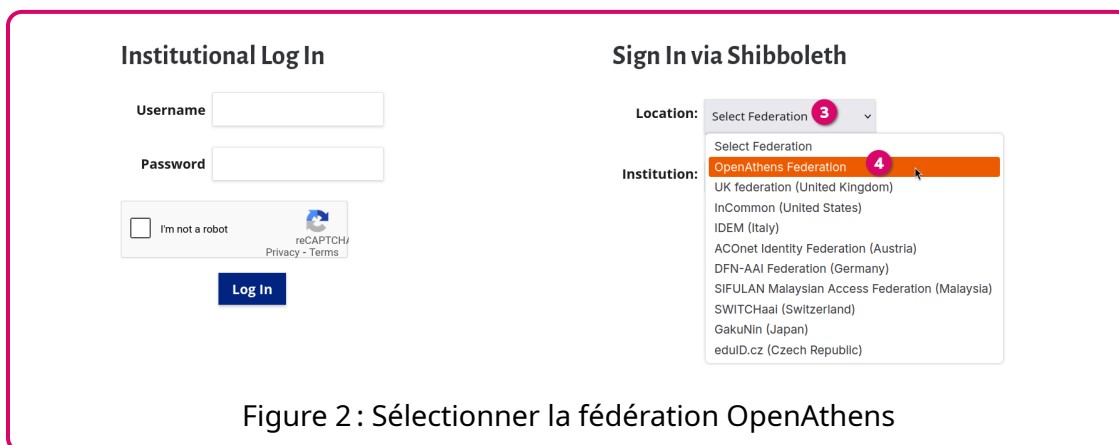 Institutional Log In
Username
Password
I'm not a robot
reCAPTCHA
Privacy - Terms
Log In
Sign In via Shibboleth
Location:
Select Federation 3
Institution:
Select Federation
OpenAthens Federation 4
UK federation (United Kingdom)
InCommon (United States)
IDEM (Italy)
ACOnet Identity Federation (Austria)
DFN-AAI Federation (Germany)
SIFULAN Malaysian Access Federation (Malaysia)
SWITCHaai (Switzerland)
GakuNin (Japan)
eduID.cz (Czech Republic)
Figure 2 : Sélectionner la fédération OpenAthens